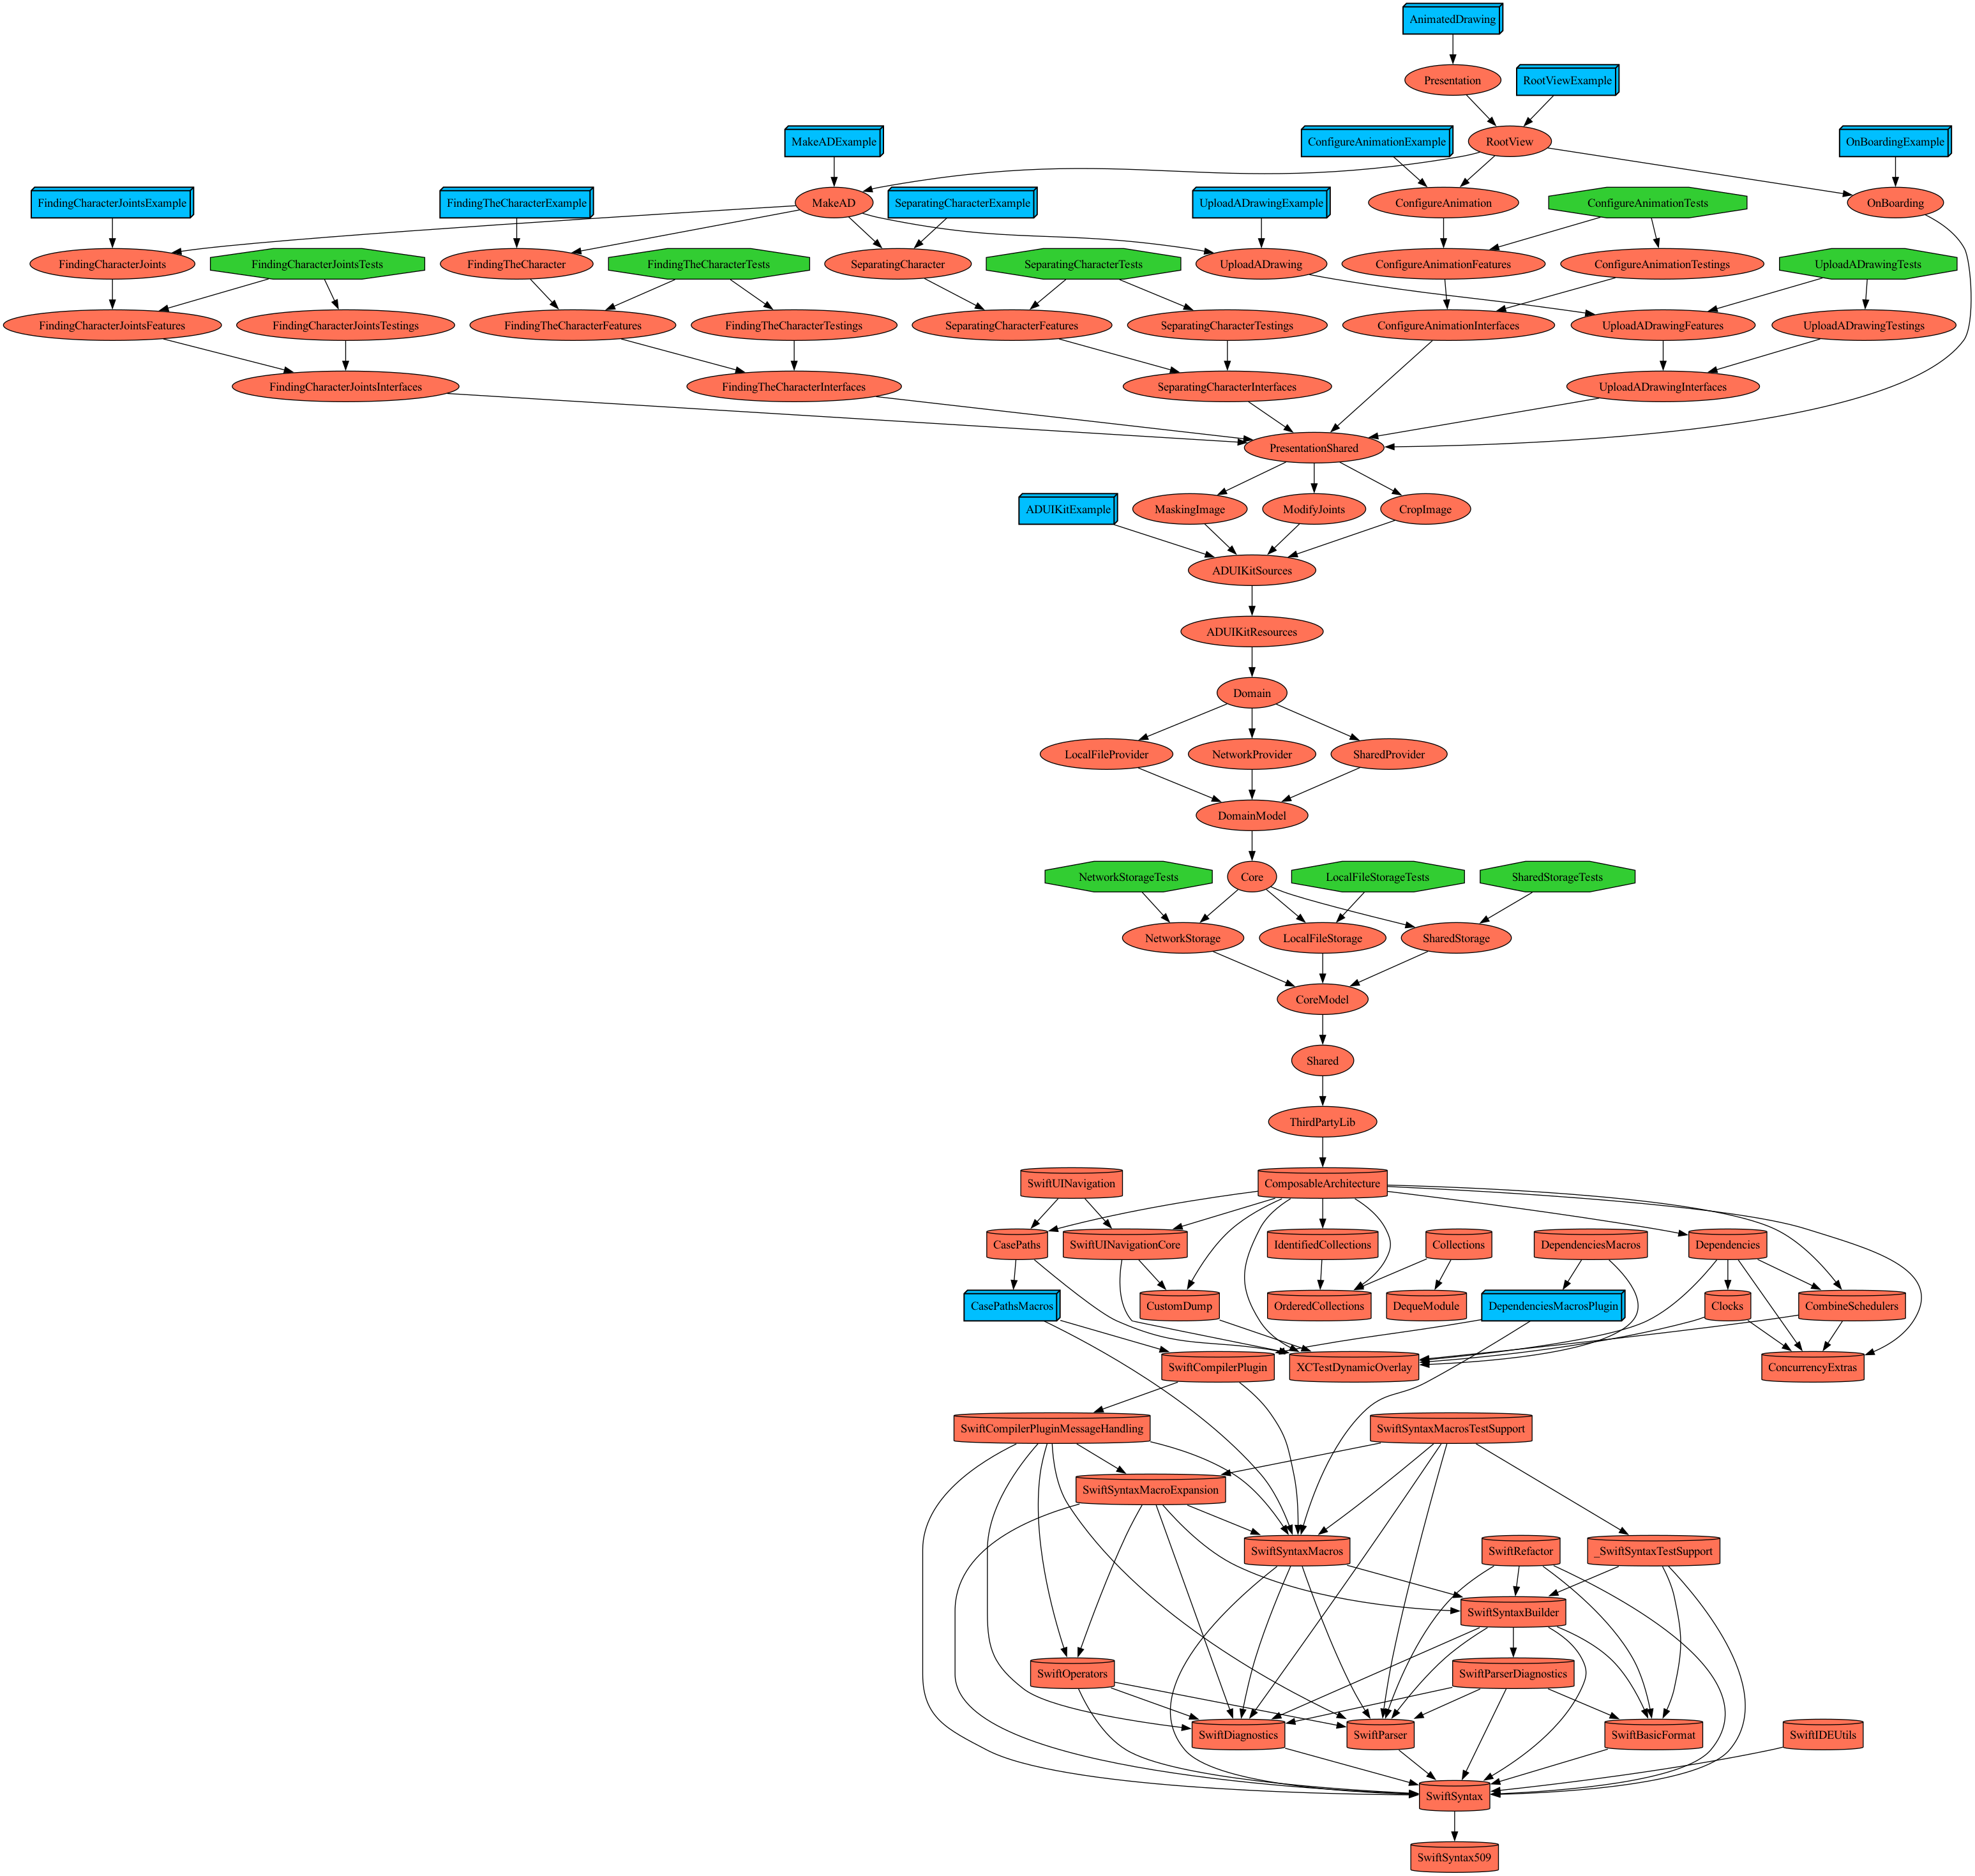 AnimatedDrawing
Presentation
RootViewExample
MakeADExample
ConfigureAnimationExample
RootView
OnBoardingExample
FindingCharacterJointsExample
FindingTheCharacterExample
MakeAD
SeparatingCharacterExample
UploadADrawingExample
ConfigureAnimation
ConfigureAnimationTests
OnBoarding
FindingCharacterJoints
FindingCharacterJointsTests
FindingTheCharacter
FindingTheCharacterTests
SeparatingCharacter
SeparatingCharacterTests
UploadADrawing
ConfigureAnimationFeatures
ConfigureAnimationTestings
UploadADrawingTests
FindingCharacterJointsFeatures
FindingCharacterJointsTestings
FindingTheCharacterFeatures
FindingTheCharacterTestings
SeparatingCharacterFeatures
SeparatingCharacterTestings
ConfigureAnimationInterfaces
UploadADrawingFeatures
UploadADrawingTestings
FindingCharacterJointsInterfaces
FindingTheCharacterInterfaces
SeparatingCharacterInterfaces
UploadADrawingInterfaces
PresentationShared
ADUIKitExample
MaskingImage
ModifyJoints
CropImage
ADUIKitSources
ADUIKitResources
Domain
LocalFileProvider
NetworkProvider
SharedProvider
DomainModel
NetworkStorageTests
Core
LocalFileStorageTests
SharedStorageTests
NetworkStorage
LocalFileStorage
SharedStorage
CoreModel
Shared
ThirdPartyLib
SwiftUINavigation
ComposableArchitecture
CasePaths
SwiftUINavigationCore
IdentifiedCollections
Collections
DependenciesMacros
Dependencies
CasePathsMacros
CustomDump
OrderedCollections
DequeModule
DependenciesMacrosPlugin
Clocks
CombineSchedulers
SwiftCompilerPlugin
XCTestDynamicOverlay
ConcurrencyExtras
SwiftCompilerPluginMessageHandling
SwiftSyntaxMacrosTestSupport
SwiftSyntaxMacroExpansion
SwiftSyntaxMacros
SwiftRefactor
_SwiftSyntaxTestSupport
SwiftSyntaxBuilder
SwiftOperators
SwiftParserDiagnostics
SwiftDiagnostics
SwiftParser
SwiftBasicFormat
SwiftIDEUtils
SwiftSyntax
SwiftSyntax509